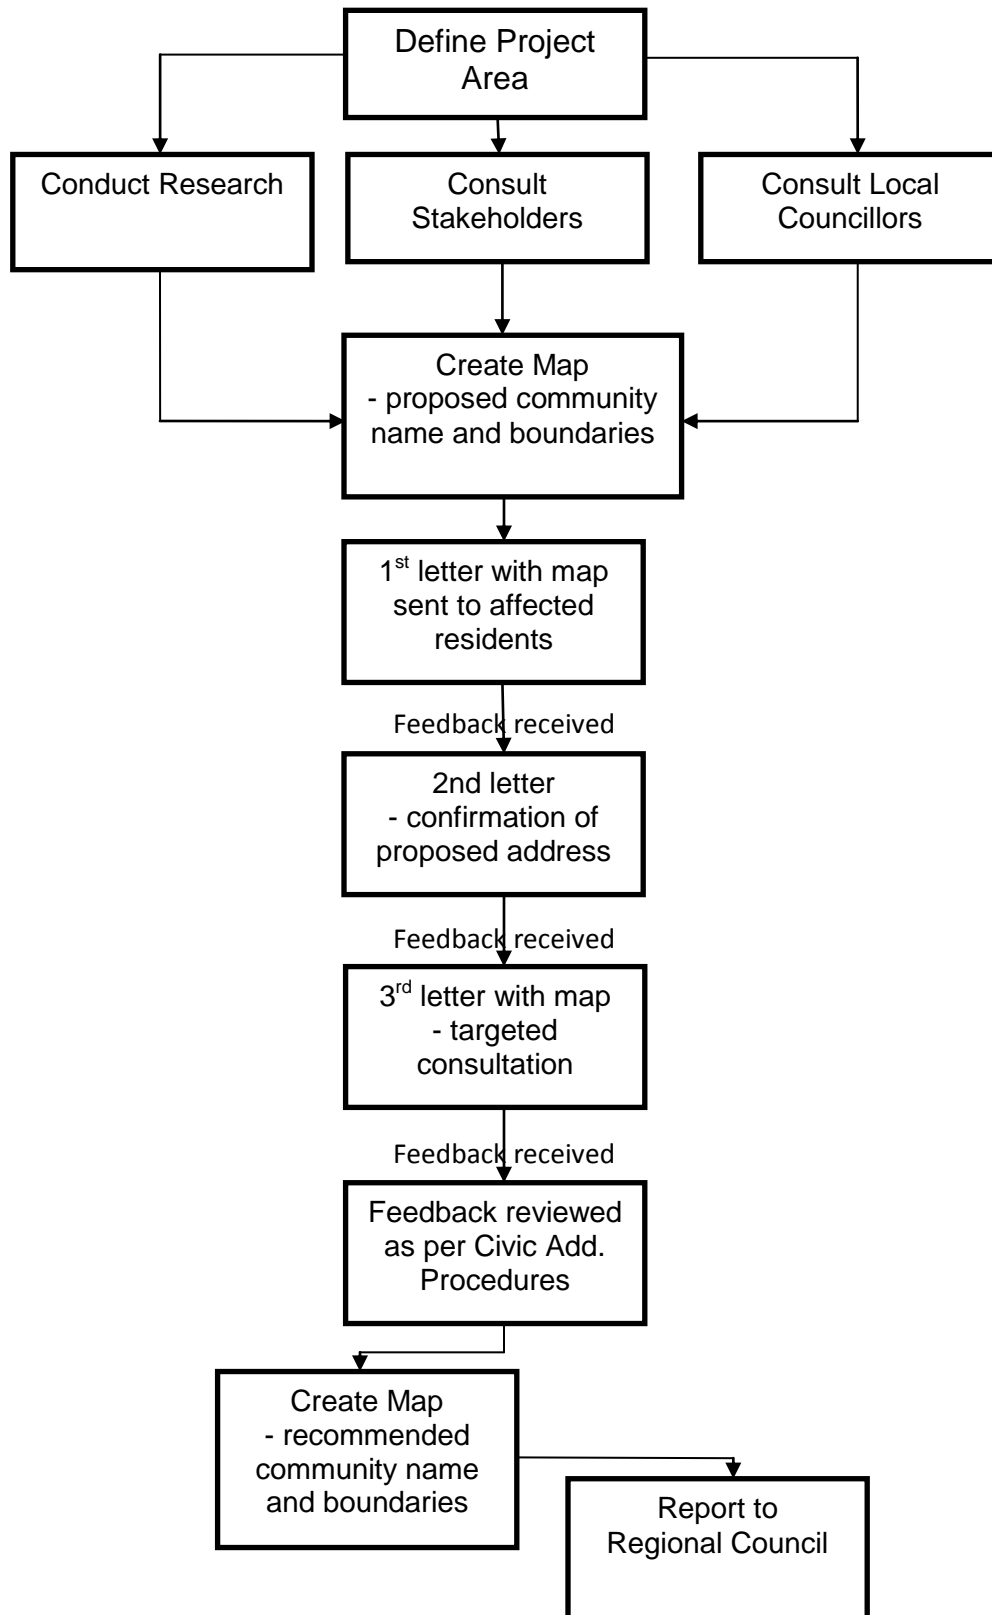 Define Project
Area
Conduct Research
Consult
Stakeholders
Consult Local
Councillors
Create Map
- proposed community
name and boundaries
1st letter with map
sent to affected
residents
Feedback received
2nd letter
- confirmation of
proposed address
Feedback received
3rd letter with map
- targeted
consultation
Feedback received
Feedback reviewed
as per Civic Add.
Procedures
Create Map
- recommended
community name
and boundaries
Report to
Regional Council